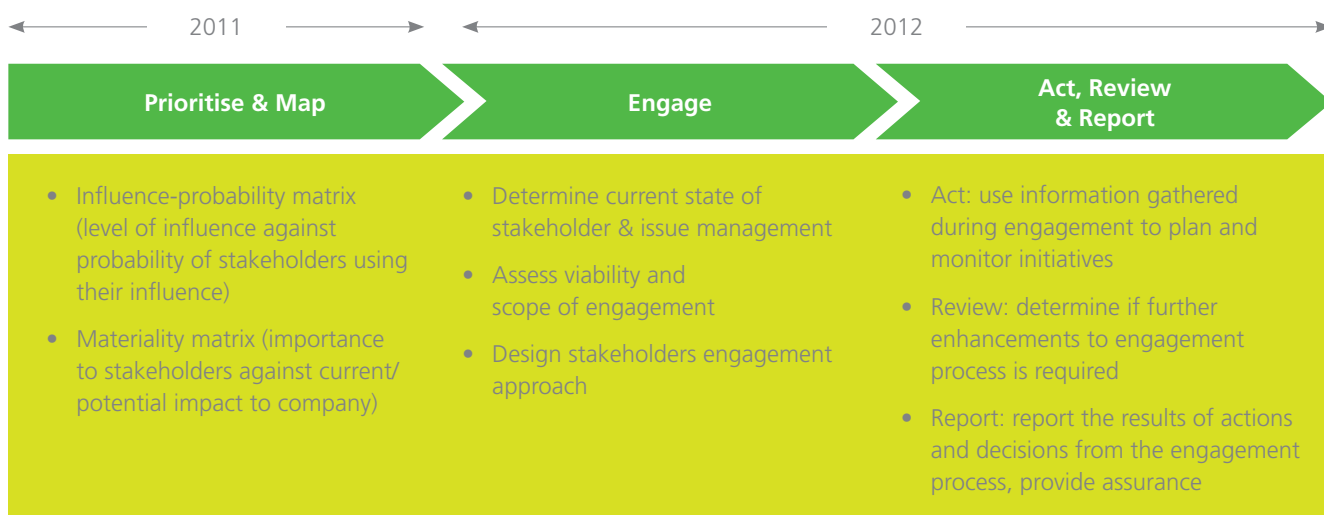 2011
2012
Prioritise & Map
Engage
Act, Review
& Report
• Influence-probability matrix
(level of influence against
probability of stakeholders using
their influence)
• Materiality matrix (importance
to stakeholders against current/
potential impact to company)
• Determine current state of
stakeholder & issue management
• Assess viability and
scope of engagement
• Design stakeholders engagement
approach
• Act: use information gathered
during engagement to plan and
monitor initiatives
• Review: determine if further
enhancements to engagement
process is required
• Report: report the results of actions
and decisions from the engagement
process, provide assurance